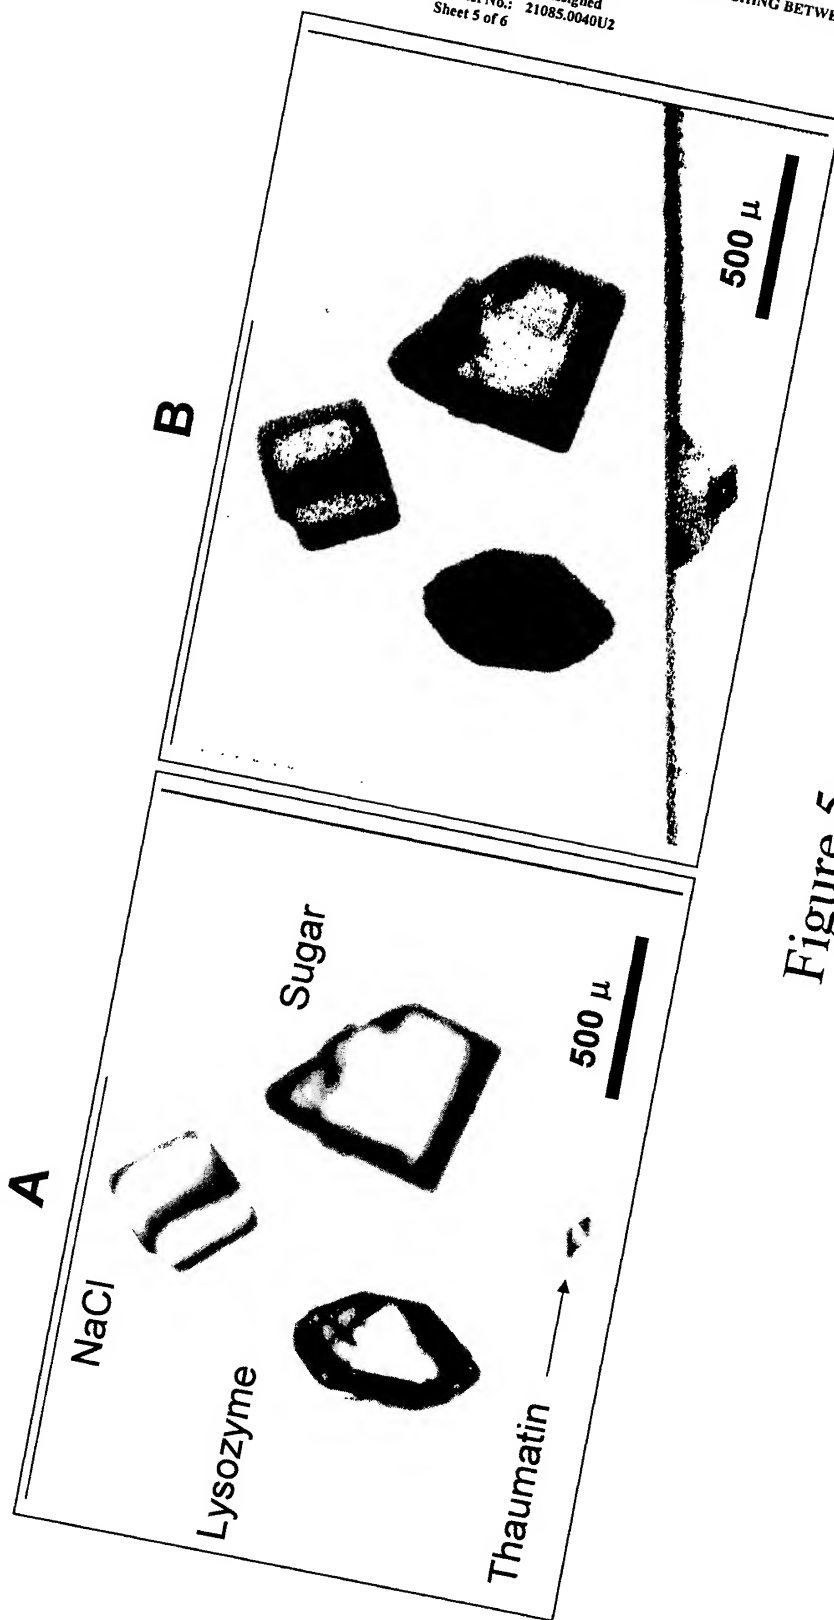 21085.0040U2
Sheet 5 of 6
A
NaCl
Lysozyme
Sugar
Thaumatin
500 μ
B
500 μ
Figure 5